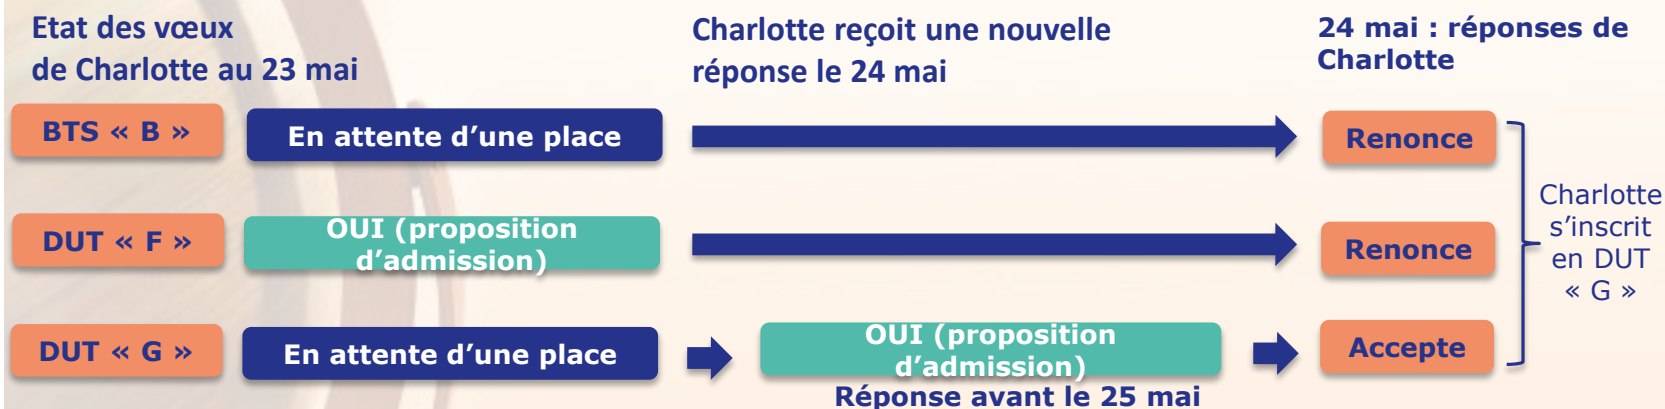 Etat des vœux
de Charlotte au 23 mai
Charlotte reçoit une nouvelle
réponse le 24 mai
24 mai : réponses de
Charlotte
BTS « B »
En attente d’une place
Renonce
DUT « F »
OUI (proposition
d’admission)
Renonce
DUT « G »
En attente d’une place
OUI (proposition
d’admission)
Réponse avant le 25 mai
Accepte
Charlotte
s’inscrit
en DUT
« G »